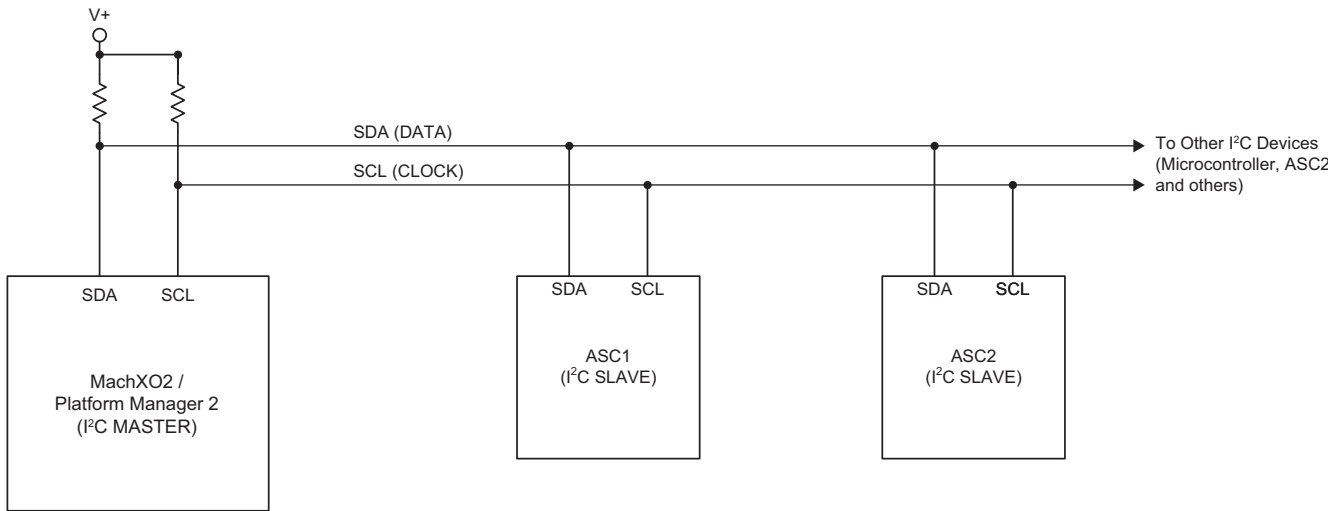 V+
SDA (DATA)
SCL (CLOCK)
To Other I²C Devices
(Microcontroller, ASC2
and others)
SDA SCL
MachXO2 /
Platform Manager 2
(I²C MASTER)
SDA SCL
ASC1
(I²C SLAVE)
SDA SCL
ASC2
(I²C SLAVE)